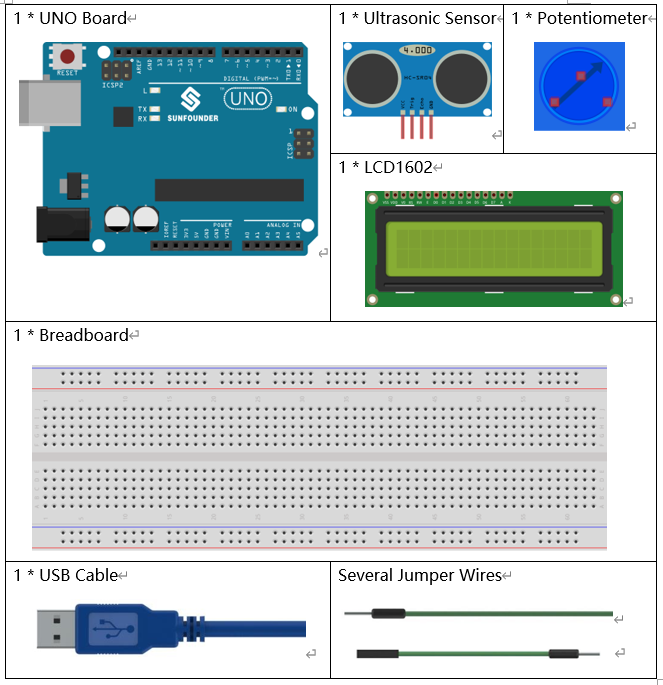 1 * UNO Board
RESET
ICSP2
AREF
GND
13
12
~11
~10
~9
8
7
~6
~5
4
~3
2
TX0▶1
RX0◀0
DIGITAL (PWM~)
L
TX
RX
SUNFOUNDER
UNO
ON
1
ICSP
POWER
ANALOG IN
IOREF
RESET
3V3
5V
GND
GND
VIN
A0
A1
A2
A3
A4
A5
1 * Ultrasonic Sensor
4.000
HC-SR04
Vcc
Trig
Echo
GND
1 * Potentiometer
1 * LCD1602
1 * Breadboard
1 * USB Cable
Several Jumper Wires